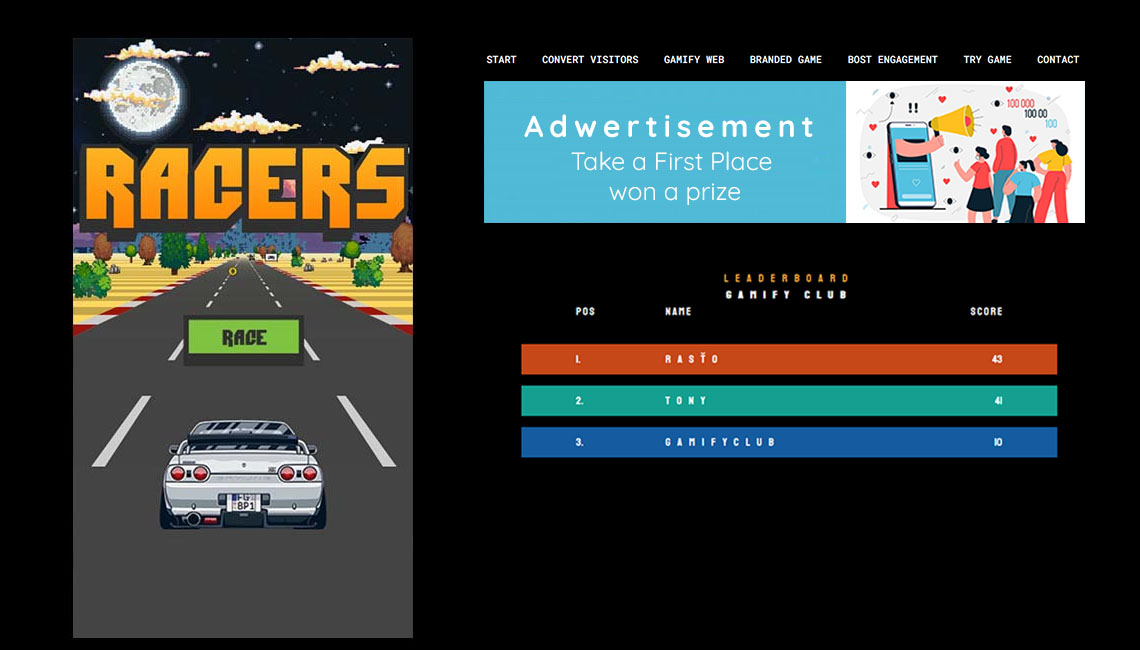 RACERS
RACE
BP1
START CONVERT VISITORS GAMIFY WEB BRANDED GAME BOST ENGAGEMENT TRY GAME CONTACT
Adwertisement
Take a First Place
won a prize
!!
100 000
100 00
100
LEADERBOARD
GAMIFY CLUB
POS NAME SCORE
1. RASŤO 43
2. TONY 41
3. GAMIFYCLUB 10